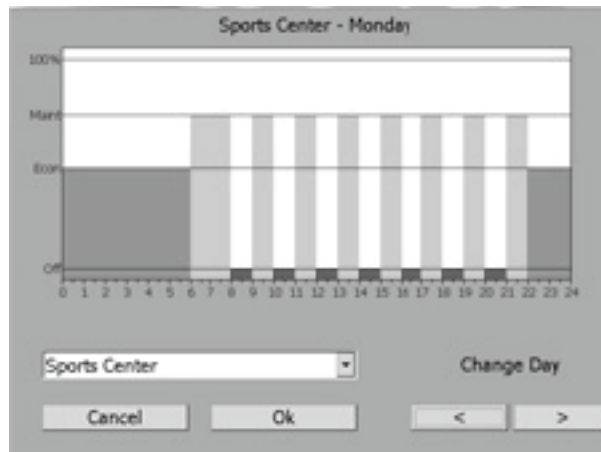 Sports Center - Monday
100%
Maint
Econ
Off
0 1 2 3 4 5 6 7 8 9 10 11 12 13 14 15 16 17 18 19 20 21 22 23 24
Sports Center
Change Day
Cancel Ok < >